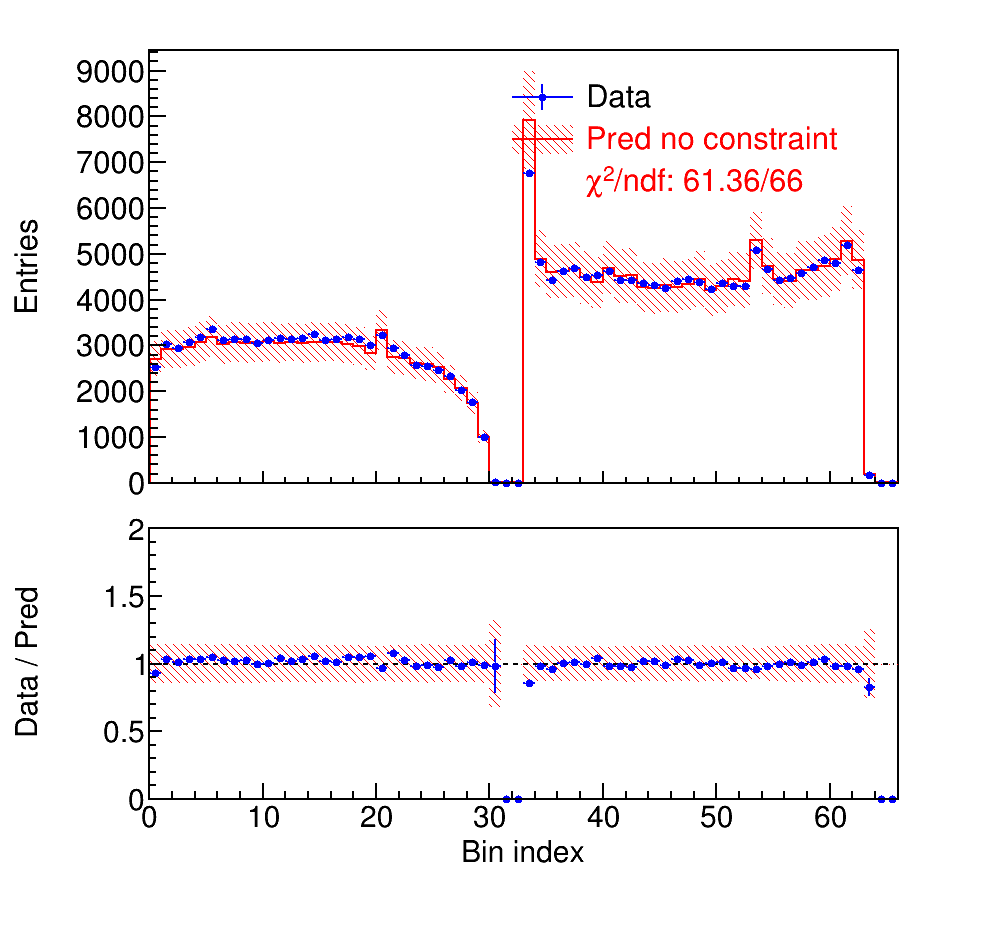 Entries
9000
8000
7000
6000
5000
4000
3000
2000
1000
0
Data
Pred no constraint
χ²/ndf: 61.36/66
Data / Pred
2
1.5
1
0.5
0
0 10 20 30 40 50 60
Bin index